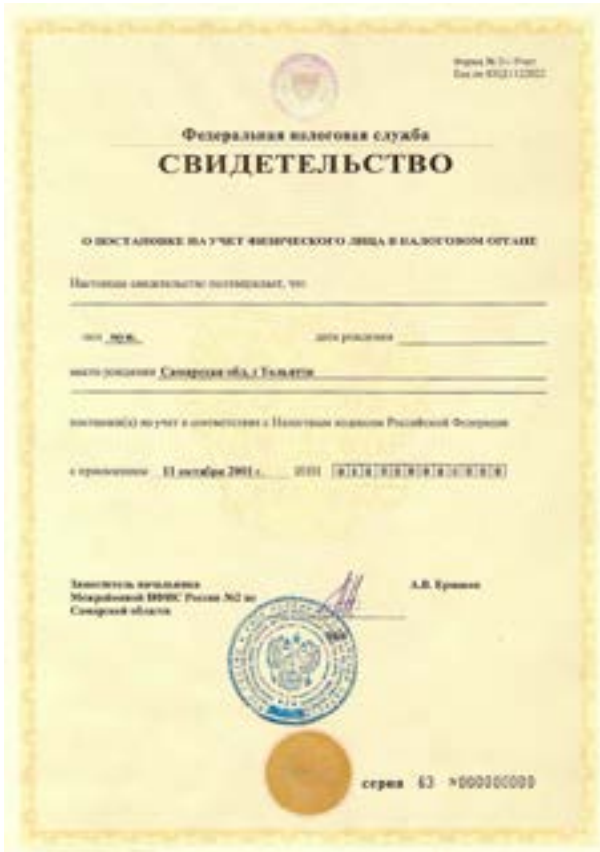 Федеральная налоговая служба
СВИДЕТЕЛЬСТВО
О ПОСТАНОВКЕ НА УЧЕТ ФИЗИЧЕСКОГО ЛИЦА В НАЛОГОВОМ ОРГАНЕ
Настоящее свидетельство подтверждает, что
пол муж. дата рождения
место рождения Самарская обл, г Тольятти
поставлен(а) на учет в соответствии с Налоговым кодексом Российской Федерации
11 октября 2001 г. ИНН
Заместитель начальника
Межрайонной ИФНС России №2 по
Самарской области
А.В.
серия 63 №000000000